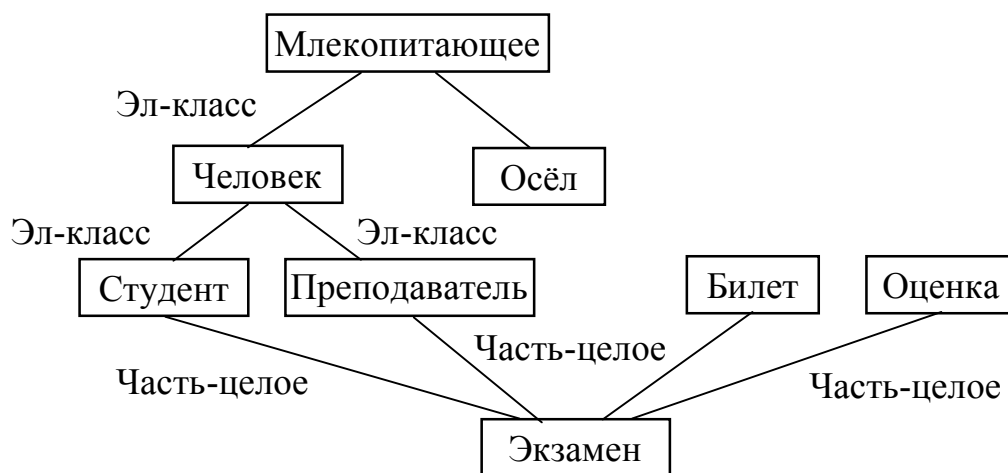 Млекопитающее
Эл-класс
Человек
Осёл
Эл-класс
Эл-класс
Студент
Преподаватель
Билет
Оценка
Часть-целое
Часть-целое
Часть-целое
Экзамен